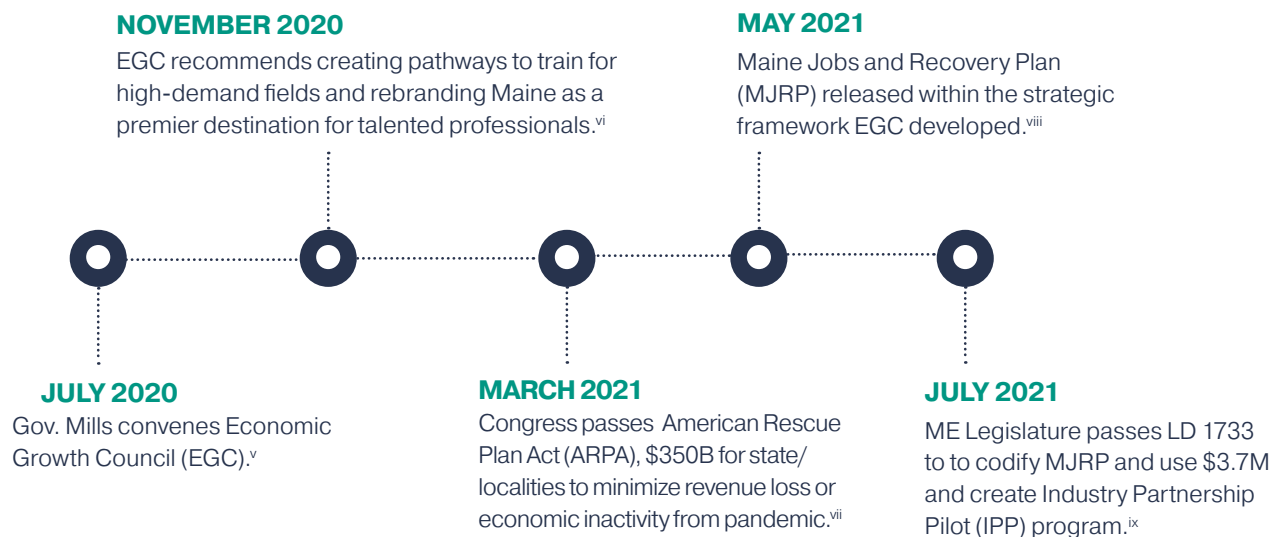 NOVEMBER 2020
EGC recommends creating pathways to train for
high-demand fields and rebranding Maine as a
premier destination for talented professionals.vi
MAY 2021
Maine Jobs and Recovery Plan
(MJRP) released within the strategic
framework EGC developed.viii
JULY 2020
Gov. Mills convenes Economic
Growth Council (EGC).v
MARCH 2021
Congress passes American Rescue
Plan Act (ARPA), $350B for state/
localities to minimize revenue loss or
economic inactivity from pandemic.vii
JULY 2021
ME Legislature passes LD 1733
to to codify MJRP and use $3.7M
and create Industry Partnership
Pilot (IPP) program.ix